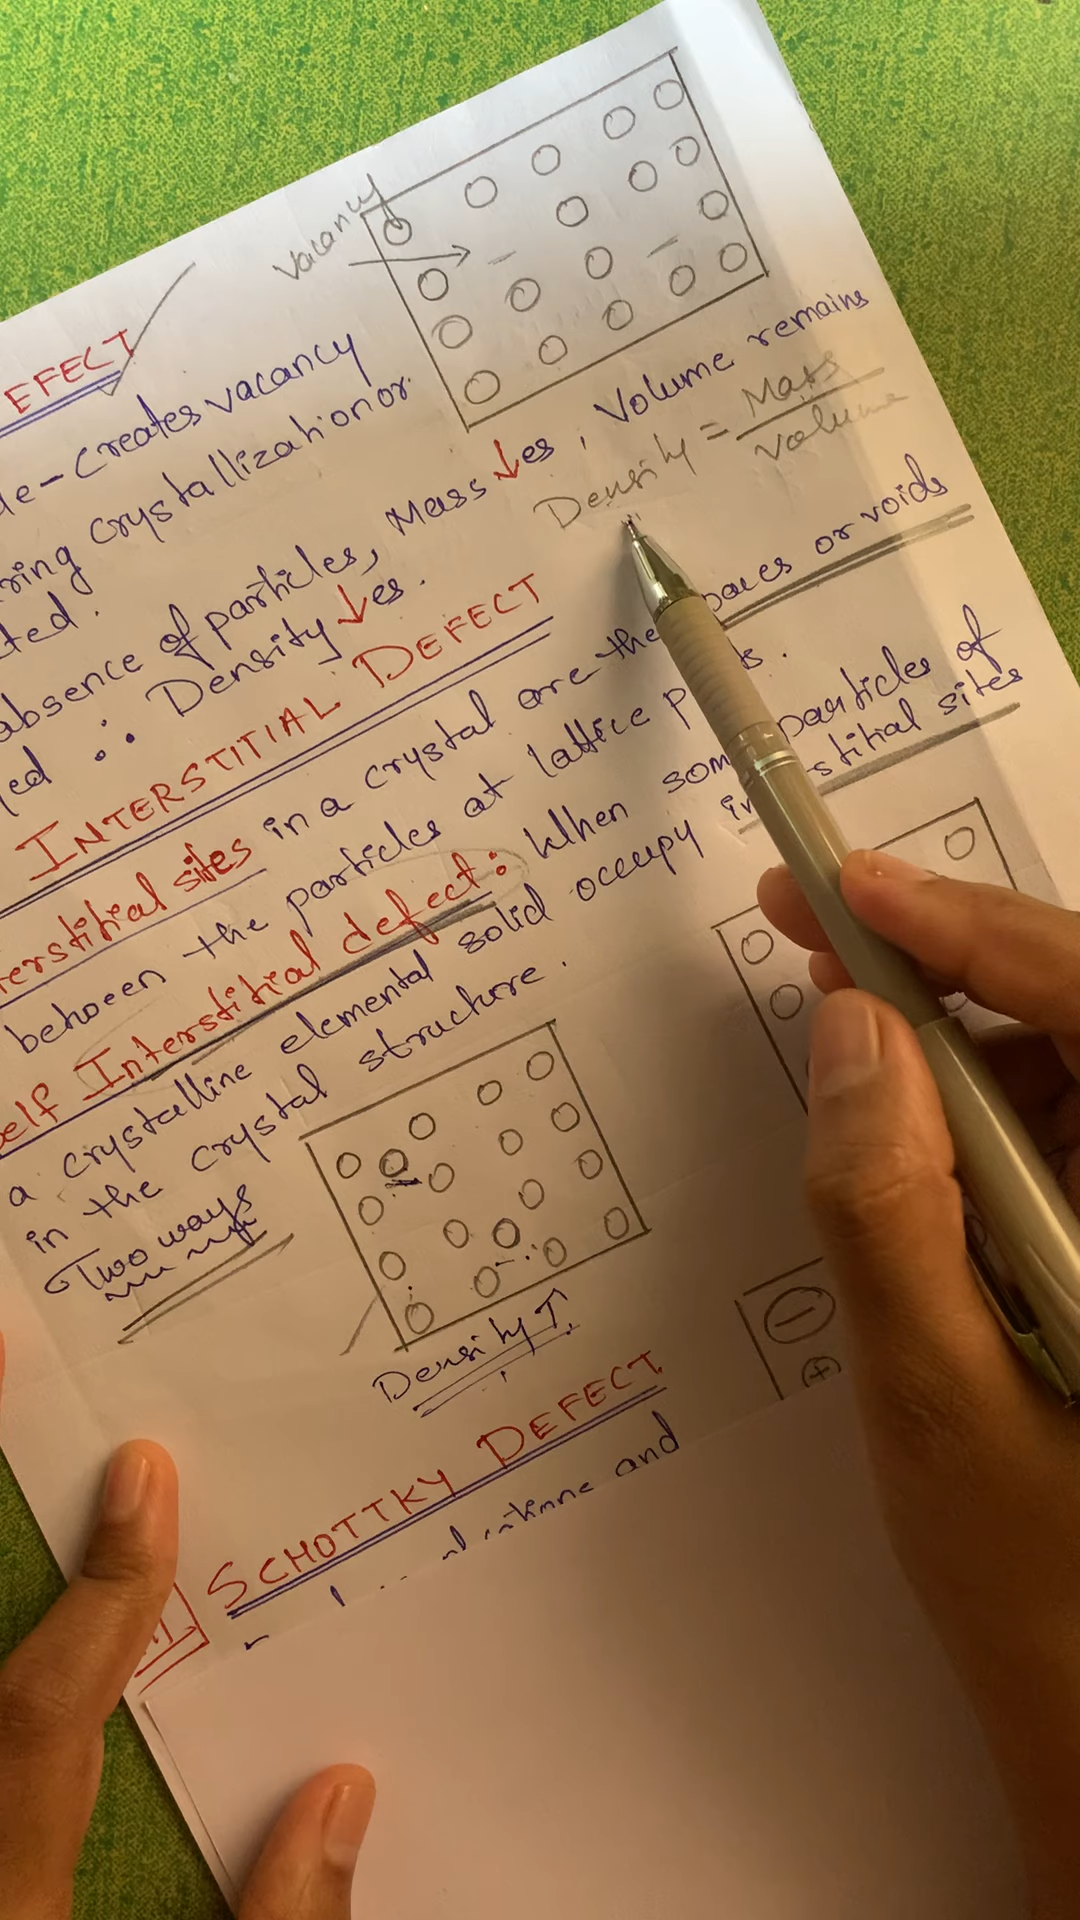 Vacancy
EFECT
Creates vacancy
ring crystallization or
ted.
absence of particles, Mass ↓es, Volume remains
Density = Mass
Volume
∴ Density ↓es.
INTERSTITIAL DEFECT
erstitial sites in a crystal are the paces or voids
between the particles at lattice p ts.
elf Interstitial defect: When som particles of
a crystalline elemental solid occupy in stitial sites
in the crystal structure.
Two ways
Density ↑.
−
+
SCHOTTKY DEFECT
and